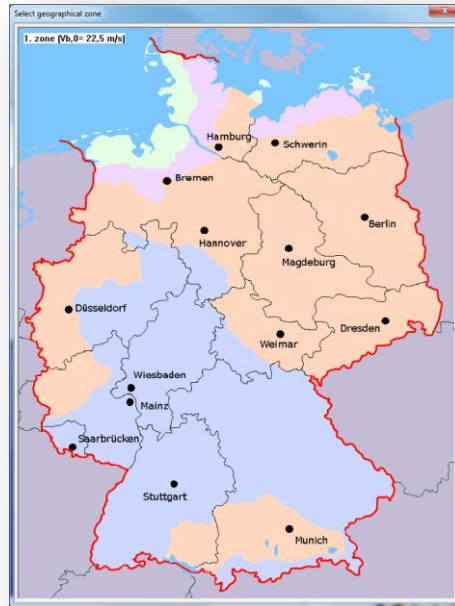 Select geographical zone
1. zone (Vb,0= 22,5 m/s)
Hamburg
Schwerin
Bremen
Berlin
Hannover
Magdeburg
Düsseldorf
Dresden
Weimar
Wiesbaden
Mainz
Saarbrücken
Stuttgart
Munich